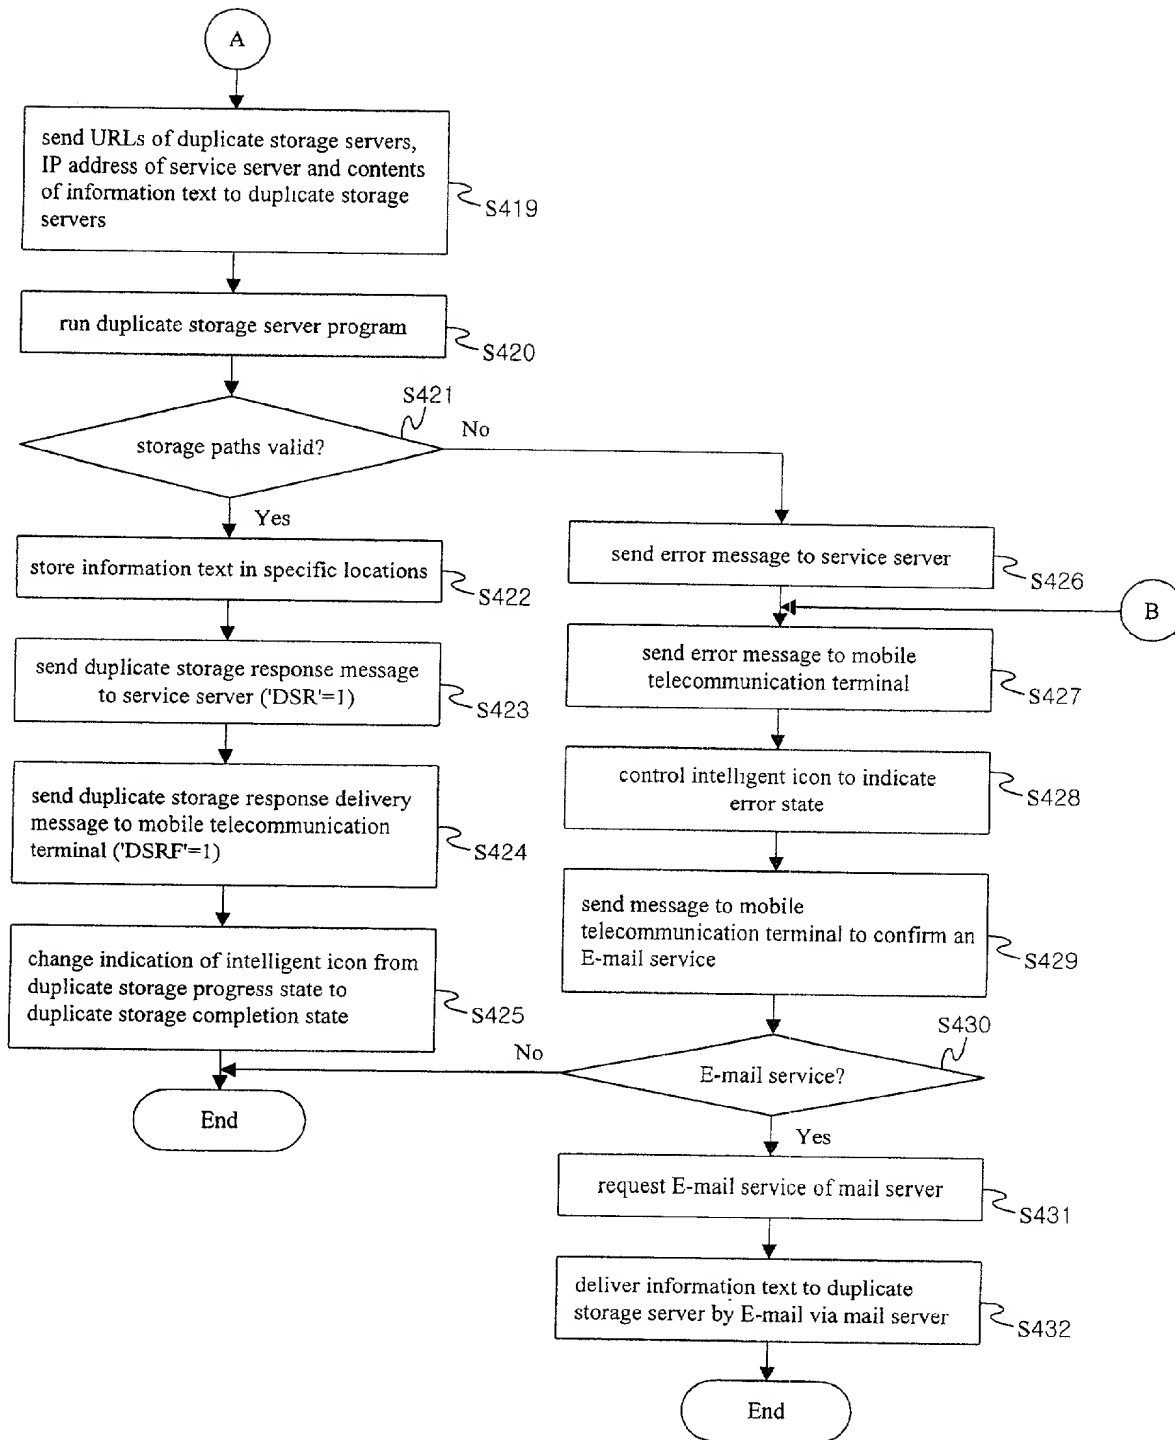 A
send URLs of duplicate storage servers,
IP address of service server and contents
of information text to duplicate storage
servers
S419
run duplicate storage server program
S420
S421
storage paths valid?
No
Yes
store information text in specific locations
S422
send duplicate storage response message
to service server ('DSR'=1)
S423
send duplicate storage response delivery
message to mobile telecommunication
terminal ('DSRF'=1)
S424
change indication of intelligent icon from
duplicate storage progress state to
duplicate storage completion state
S425
End
send error message to service server
S426
B
send error message to mobile
telecommunication terminal
S427
control intelligent icon to indicate
error state
S428
send message to mobile
telecommunication terminal to confirm an
E-mail service
S429
S430
No
E-mail service?
Yes
request E-mail service of mail server
S431
deliver information text to duplicate
storage server by E-mail via mail server
S432
End